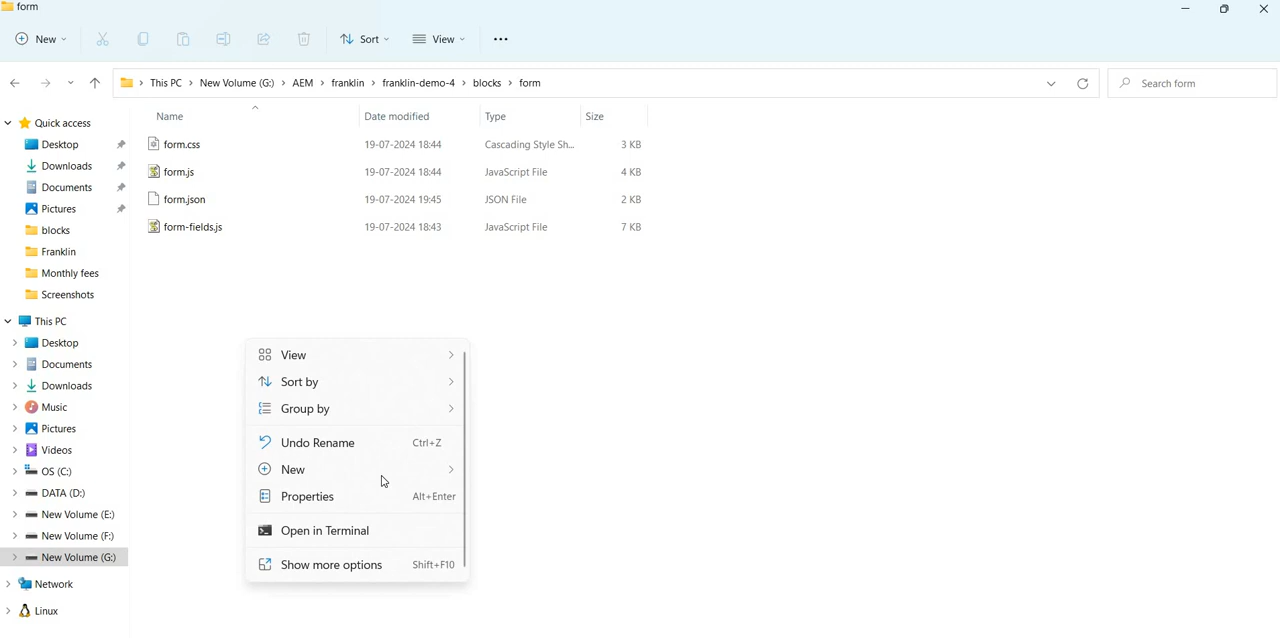 form
New
Sort
View
This PC > New Volume (G:) > AEM > franklin > franklin-demo-4 > blocks > form
Search form
Name Date modified Type Size
form.css 19-07-2024 18:44 Cascading Style Sh... 3 KB
form.js 19-07-2024 18:44 JavaScript File 4 KB
form.json 19-07-2024 19:45 JSON File 2 KB
form-fields.js 19-07-2024 18:43 JavaScript File 7 KB
Quick access
Desktop
Downloads
Documents
Pictures
blocks
Franklin
Monthly fees
Screenshots
This PC
Desktop
Documents
Downloads
Music
Pictures
Videos
OS (C:)
DATA (D:)
New Volume (E:)
New Volume (F:)
New Volume (G:)
Network
Linux
View
Sort by
Group by
Undo Rename Ctrl+Z
New
Properties Alt+Enter
Open in Terminal
Show more options Shift+F10